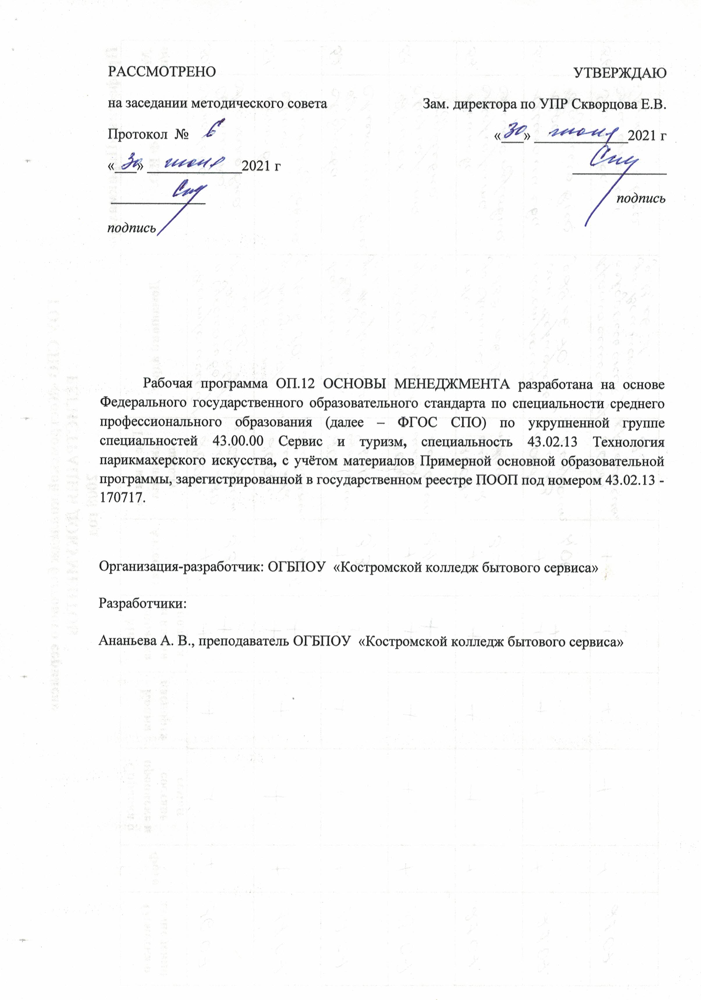 РАССМОТРЕНО
на заседании методического совета
Протокол № 6
«30» июня 2021 г
подпись
УТВЕРЖДАЮ
Зам. директора по УПР Скворцова Е.В.
«30» июня 2021 г
подпись
Рабочая программа ОП.12 ОСНОВЫ МЕНЕДЖМЕНТА разработана на основе
Федерального государственного образовательного стандарта по специальности среднего
профессионального образования (далее – ФГОС СПО) по укрупненной группе
специальностей 43.00.00 Сервис и туризм, специальность 43.02.13 Технология
парикмахерского искусства, с учётом материалов Примерной основной образовательной
программы, зарегистрированной в государственном реестре ПООП под номером 43.02.13 -
170717.
Организация-разработчик: ОГБПОУ «Костромской колледж бытового сервиса»
Разработчики:
Ананьева А. В., преподаватель ОГБПОУ «Костромской колледж бытового сервиса»